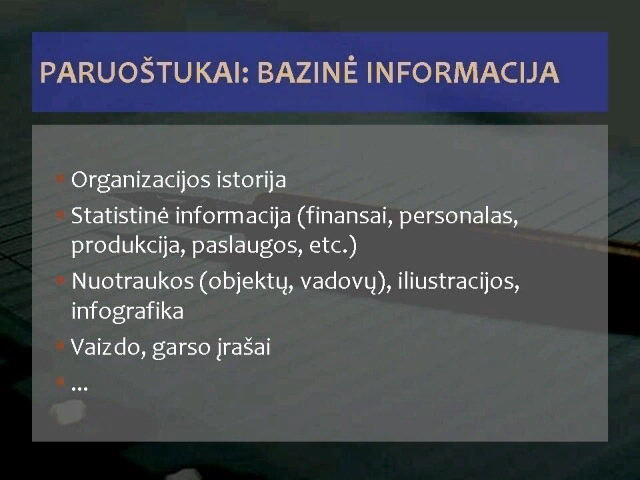 PARUOŠTUKAI: BAZINĖ INFORMACIJA
Organizacijos istorija
Statistinė informacija (finansai, personalas,
produkcija, paslaugos, etc.)
Nuotraukos (objektų, vadovų), iliustracijos,
infografika
Vaizdo, garso įrašai
...